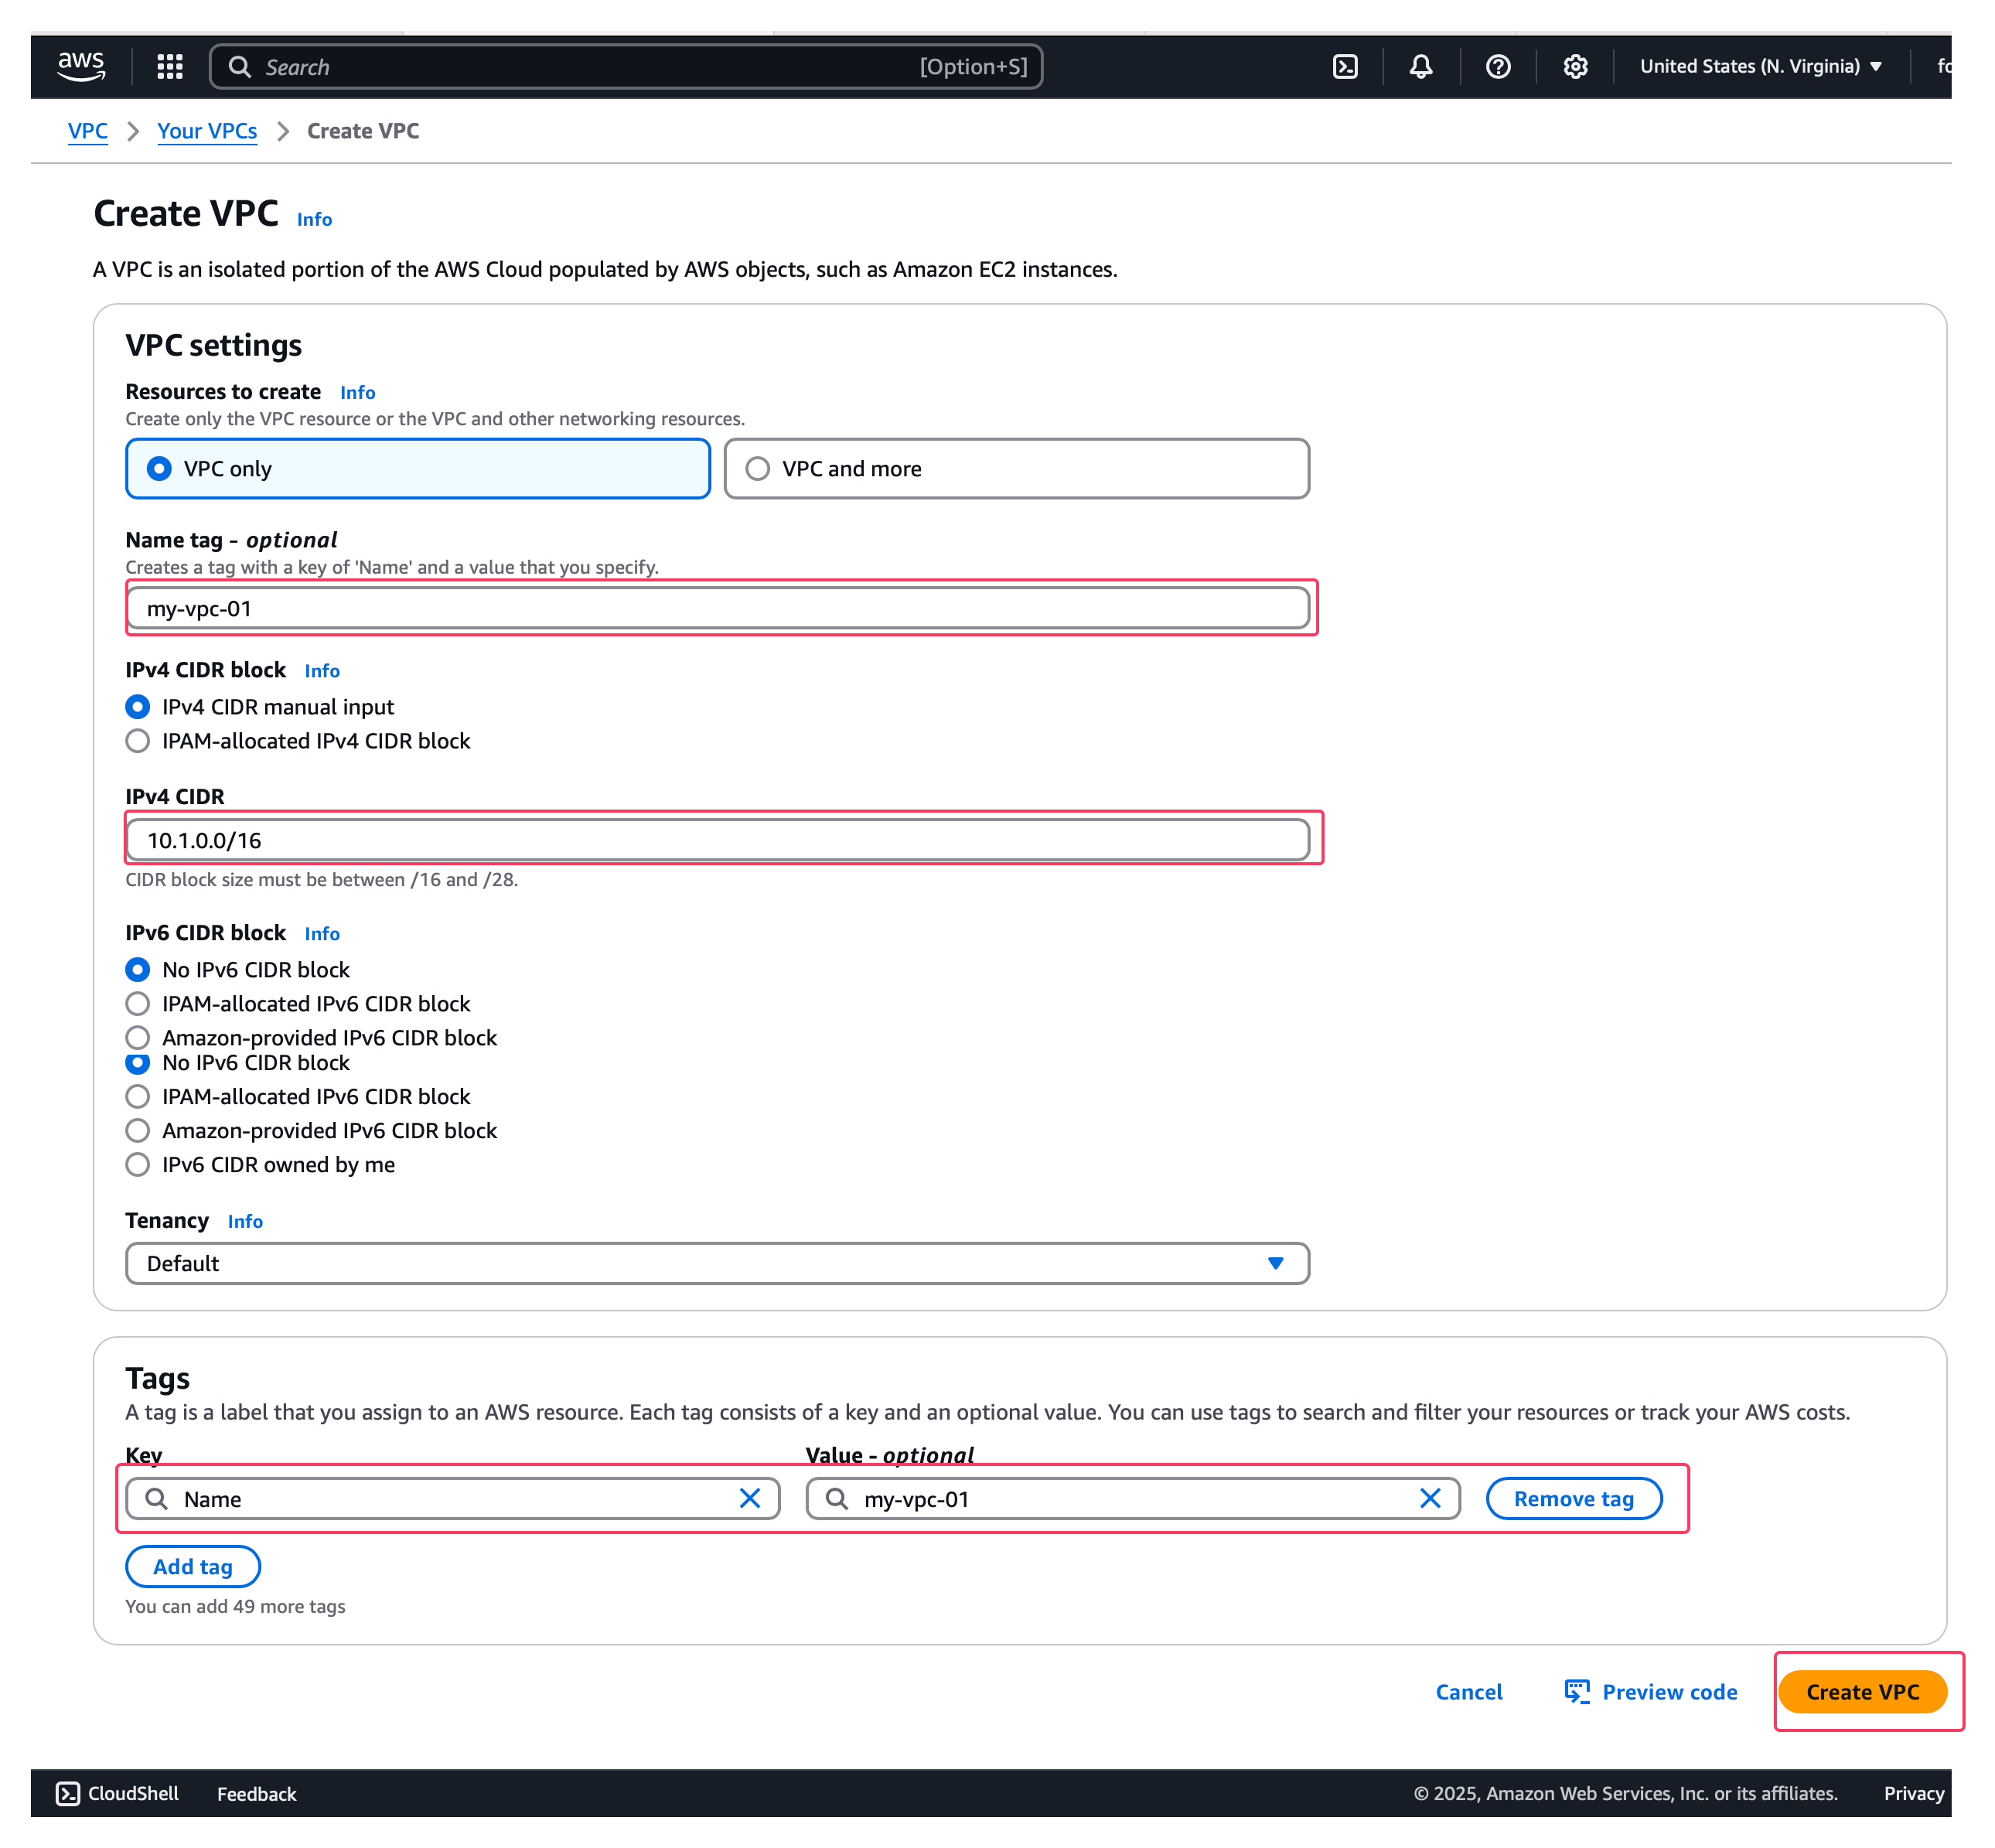 aws
Search [Option+S] United States (N. Virginia)
VPC Your VPCs Create VPC
Create VPC Info
A VPC is an isolated portion of the AWS Cloud populated by AWS objects, such as Amazon EC2 instances.
VPC settings
Resources to create Info
Create only the VPC resource or the VPC and other networking resources.
VPC only VPC and more
Name tag - optional
Creates a tag with a key of 'Name' and a value that you specify.
my-vpc-01
IPv4 CIDR block Info
IPv4 CIDR manual input
IPAM-allocated IPv4 CIDR block
IPv4 CIDR
10.1.0.0/16
CIDR block size must be between /16 and /28.
IPv6 CIDR block Info
No IPv6 CIDR block
IPAM-allocated IPv6 CIDR block
Amazon-provided IPv6 CIDR block
No IPv6 CIDR block
IPAM-allocated IPv6 CIDR block
Amazon-provided IPv6 CIDR block
IPv6 CIDR owned by me
Tenancy Info
Default
Tags
A tag is a label that you assign to an AWS resource. Each tag consists of a key and an optional value. You can use tags to search and filter your resources or track your AWS costs.
Key Value - optional
Name my-vpc-01 Remove tag
Add tag
You can add 49 more tags
Cancel Preview code Create VPC
CloudShell Feedback © 2025, Amazon Web Services, Inc. or its affiliates. Privacy